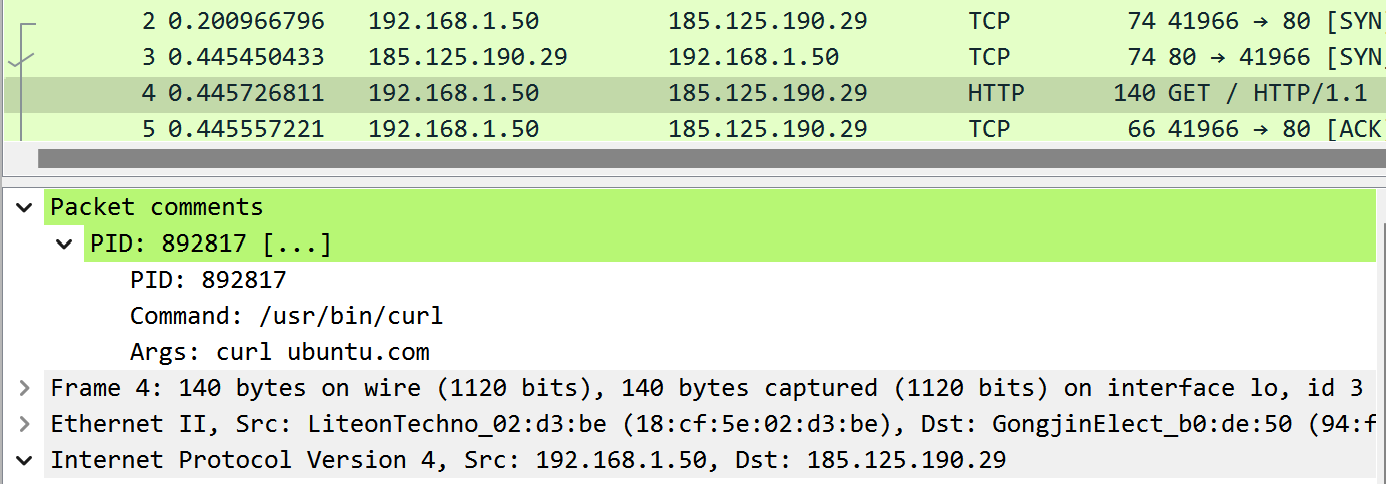 2 0.200966796 192.168.1.50 185.125.190.29 TCP 74 41966 → 80 [SYN
3 0.445450433 185.125.190.29 192.168.1.50 TCP 74 80 → 41966 [SYN,
4 0.445726811 192.168.1.50 185.125.190.29 HTTP 140 GET / HTTP/1.1
5 0.445557221 192.168.1.50 185.125.190.29 TCP 66 41966 → 80 [ACK
Packet comments
PID: 892817 [...]
PID: 892817
Command: /usr/bin/curl
Args: curl ubuntu.com
Frame 4: 140 bytes on wire (1120 bits), 140 bytes captured (1120 bits) on interface lo, id 3
Ethernet II, Src: LiteonTechno_02:d3:be (18:cf:5e:02:d3:be), Dst: GongjinElect_b0:de:50 (94:f
Internet Protocol Version 4, Src: 192.168.1.50, Dst: 185.125.190.29